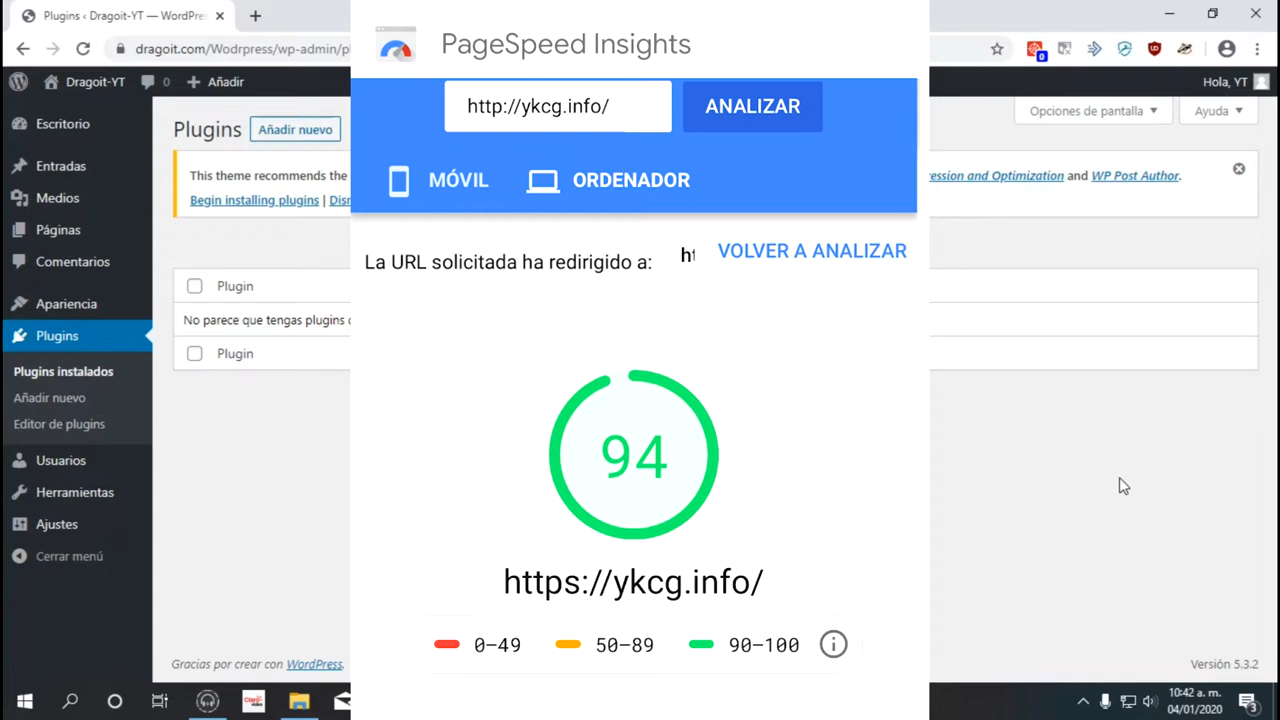 Plugins ‹ Dragoit-YT — WordPre
dragoit.com/Wodrpress/wp-admin/pl
Dragoit-YT
0
Añadir
Hola, YT
Escritorio
Entradas
Medios
Páginas
Comentarios
Apariencia
Plugins
Plugins instalados
Añadir nuevo
Editor de plugins
Usuarios
Herramientas
Ajustes
Cerrar menú
Plugins
Añadir nuevo
Opciones de pantalla
Ayuda
This theme recommends the
ression and Optimization and WP Post Author.
Begin installing plugins | Dis
Plugin
No parece que tengas plugins
Plugin
Gracias por crear con WordPress.
Versión 5.3.2
PageSpeed Insights
http://ykcg.info/
ANALIZAR
MÓVIL
ORDENADOR
La URL solicitada ha redirigido a:
VOLVER A ANALIZAR
94
https://ykcg.info/
0–49
50–89
90–100
0
10:42 a. m.
04/01/2020
3